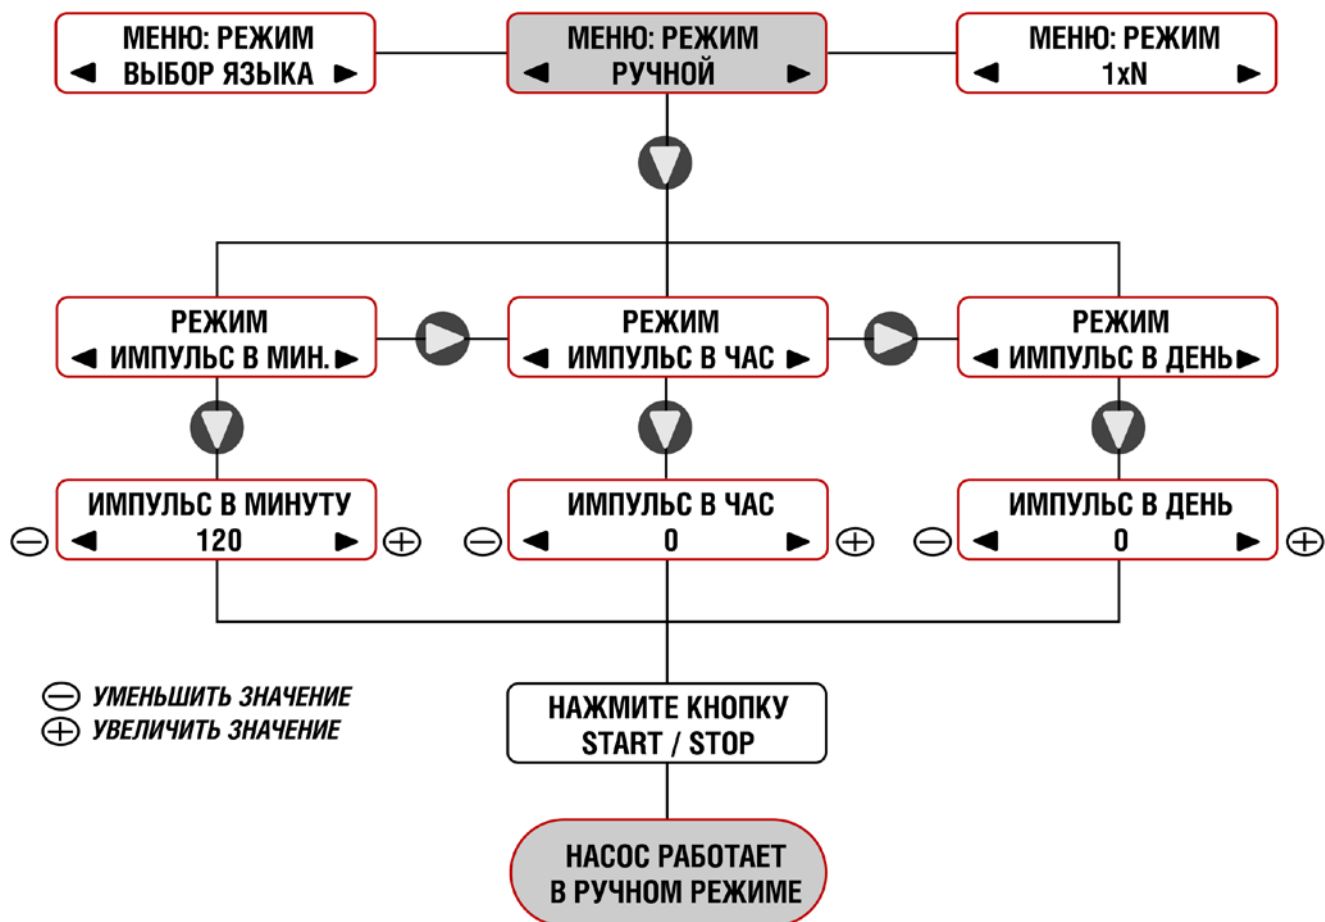 МЕНЮ: РЕЖИМ
◀ ВЫБОР ЯЗЫКА ▶
МЕНЮ: РЕЖИМ
◀ РУЧНОЙ ▶
МЕНЮ: РЕЖИМ
◀ 1xN ▶
РЕЖИМ
◀ ИМПУЛЬС В МИН. ▶
РЕЖИМ
◀ ИМПУЛЬС В ЧАС ▶
РЕЖИМ
◀ ИМПУЛЬС В ДЕНЬ ▶
ИМПУЛЬС В МИНУТУ
⊖ ◀ 120 ▶ ⊕
ИМПУЛЬС В ЧАС
⊖ ◀ 0 ▶ ⊕
ИМПУЛЬС В ДЕНЬ
⊖ ◀ 0 ▶ ⊕
⊖ УМЕНЬШИТЬ ЗНАЧЕНИЕ
⊕ УВЕЛИЧИТЬ ЗНАЧЕНИЕ
НАЖМИТЕ КНОПКУ
START / STOP
НАСОС РАБОТАЕТ
В РУЧНОМ РЕЖИМЕ